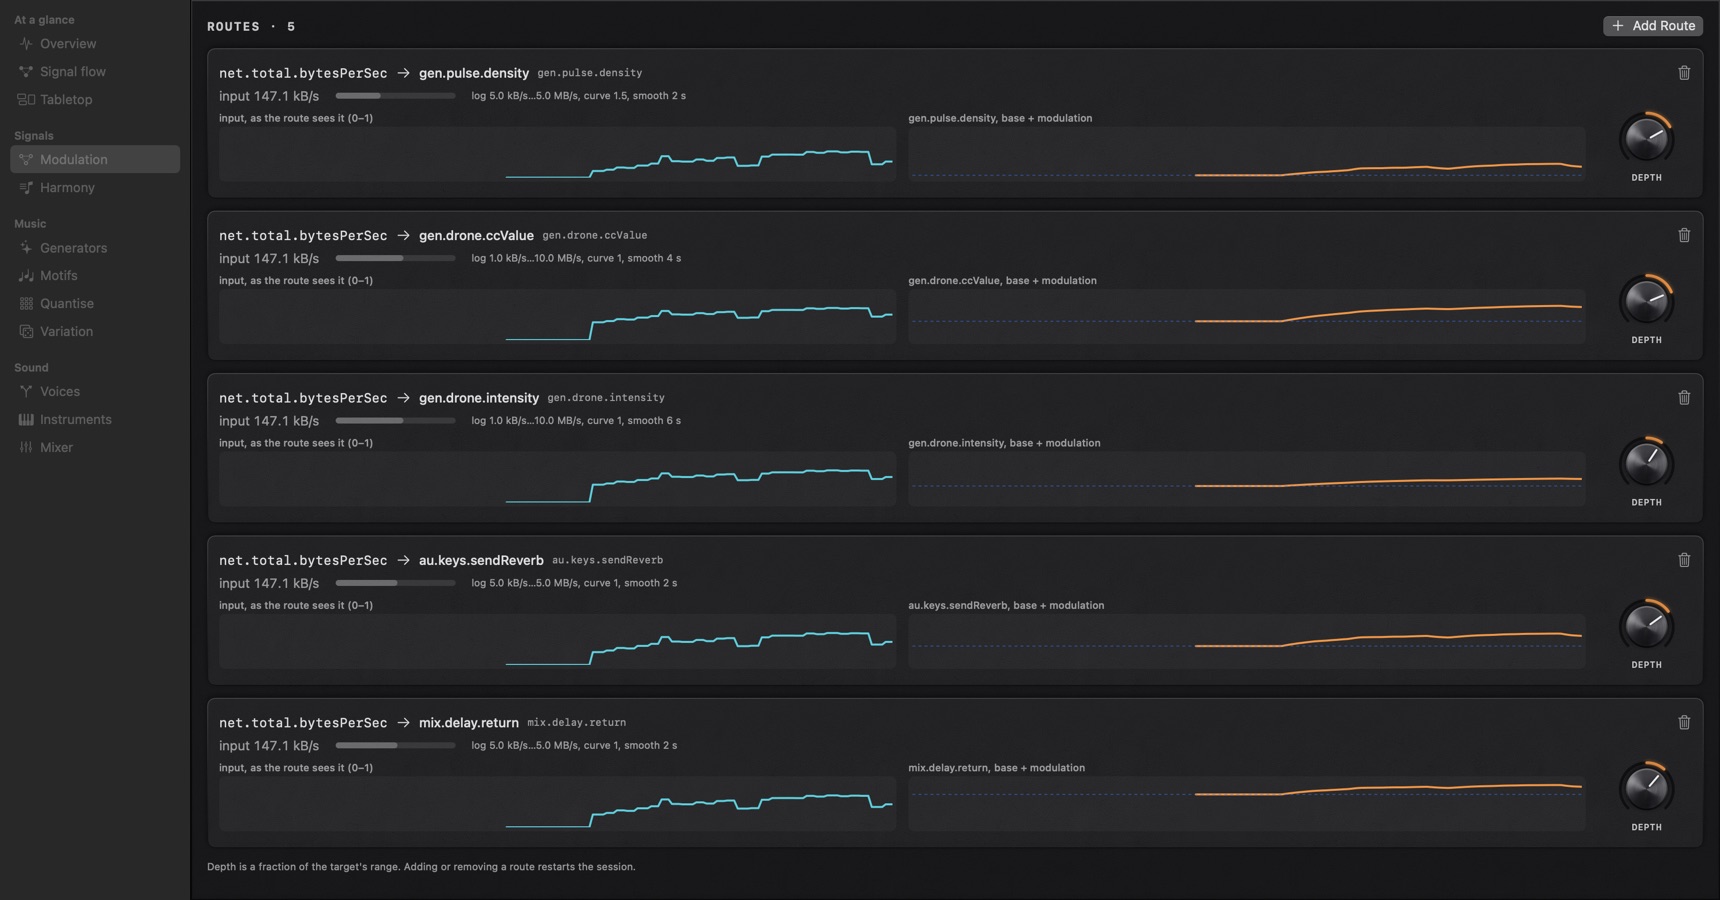 At a glance
Overview
Signal flow
Tabletop
Signals
Modulation
Harmony
Music
Generators
Motifs
Quantise
Variation
Sound
Voices
Instruments
Mixer
ROUTES · 5
+ Add Route
net.total.bytesPerSec → gen.pulse.density gen.pulse.density
input 147.1 kB/s log 5.0 kB/s…5.0 MB/s, curve 1.5, smooth 2 s
input, as the route sees it (0–1) gen.pulse.density, base + modulation
DEPTH
net.total.bytesPerSec → gen.drone.ccValue gen.drone.ccValue
input 147.1 kB/s log 1.0 kB/s…10.0 MB/s, curve 1, smooth 4 s
input, as the route sees it (0–1) gen.drone.ccValue, base + modulation
DEPTH
net.total.bytesPerSec → gen.drone.intensity gen.drone.intensity
input 147.1 kB/s log 1.0 kB/s…10.0 MB/s, curve 1, smooth 6 s
input, as the route sees it (0–1) gen.drone.intensity, base + modulation
DEPTH
net.total.bytesPerSec → au.keys.sendReverb au.keys.sendReverb
input 147.1 kB/s log 5.0 kB/s…5.0 MB/s, curve 1, smooth 2 s
input, as the route sees it (0–1) au.keys.sendReverb, base + modulation
DEPTH
net.total.bytesPerSec → mix.delay.return mix.delay.return
input 147.1 kB/s log 5.0 kB/s…5.0 MB/s, curve 1, smooth 2 s
input, as the route sees it (0–1) mix.delay.return, base + modulation
DEPTH
Depth is a fraction of the target's range. Adding or removing a route restarts the session.